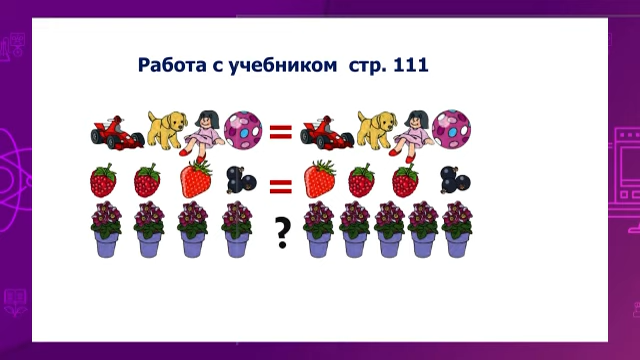 Работа с учебником стр. 111
=
=
?